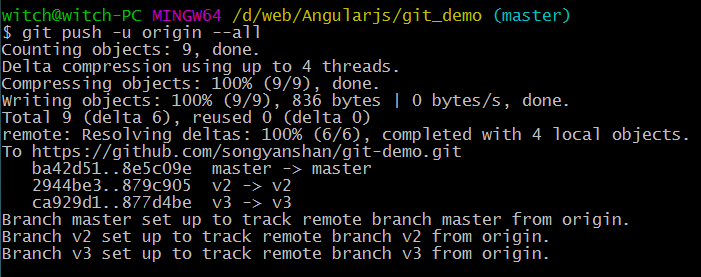 witch@witch-PC MINGW64 /d/web/Angularjs/git_demo (master)
$ git push -u origin --all
Counting objects: 9, done.
Delta compression using up to 4 threads.
Compressing objects: 100% (9/9), done.
Writing objects: 100% (9/9), 836 bytes | 0 bytes/s, done.
Total 9 (delta 6), reused 0 (delta 0)
remote: Resolving deltas: 100% (6/6), completed with 4 local objects.
To https://github.com/songyanshan/git-demo.git
   ba42d51..8e5c09e  master -> master
   2944be3..879c905  v2 -> v2
   ca929d1..877d4be  v3 -> v3
Branch master set up to track remote branch master from origin.
Branch v2 set up to track remote branch v2 from origin.
Branch v3 set up to track remote branch v3 from origin.